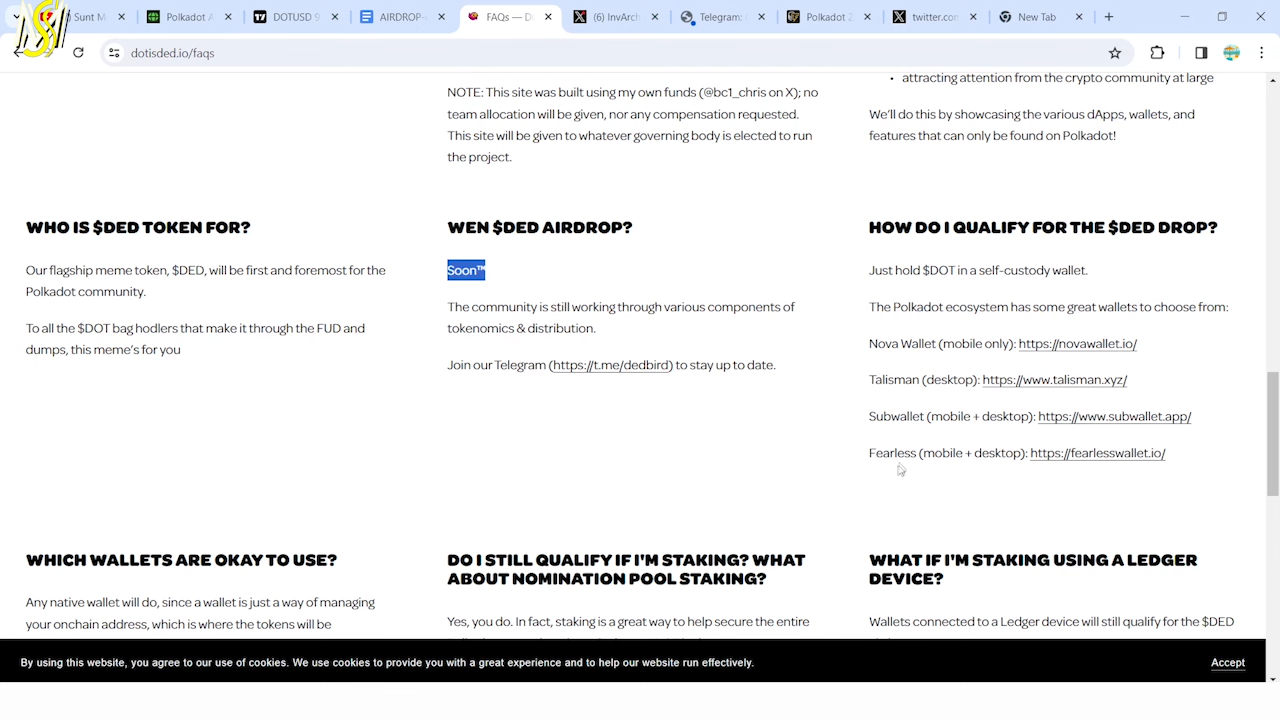 Sunt M
Polkadot A
DOTUSD 9
AIRDROP-
FAQs — D
(6) InvArch
Telegram:
Polkadot Z
twitter.com
New Tab
dotisded.io/faqs
NOTE: This site was built using my own funds (@bc1_chris on X); no
team allocation will be given, nor any compensation requested.
This site will be given to whatever governing body is elected to run
the project.
• attracting attention from the crypto community at large
We'll do this by showcasing the various dApps, wallets, and
features that can only be found on Polkadot!
WHO IS $DED TOKEN FOR?
Our flagship meme token, $DED, will be first and foremost for the
Polkadot community.
To all the $DOT bag hodlers that make it through the FUD and
dumps, this meme's for you
WEN $DED AIRDROP?
Soon™
The community is still working through various components of
tokenomics & distribution.
Join our Telegram (https://t.me/dedbird) to stay up to date.
HOW DO I QUALIFY FOR THE $DED DROP?
Just hold $DOT in a self-custody wallet.
The Polkadot ecosystem has some great wallets to choose from:
Nova Wallet (mobile only): https://novawallet.io/
Talisman (desktop): https://www.talisman.xyz/
Subwallet (mobile + desktop): https://www.subwallet.app/
Fearless (mobile + desktop): https://fearlesswallet.io/
WHICH WALLETS ARE OKAY TO USE?
Any native wallet will do, since a wallet is just a way of managing
your onchain address, which is where the tokens will be
DO I STILL QUALIFY IF I'M STAKING? WHAT
ABOUT NOMINATION POOL STAKING?
Yes, you do. In fact, staking is a great way to help secure the entire
WHAT IF I'M STAKING USING A LEDGER
DEVICE?
Wallets connected to a Ledger device will still qualify for the $DED
By using this website, you agree to our use of cookies. We use cookies to provide you with a great experience and to help our website run effectively.
Accept